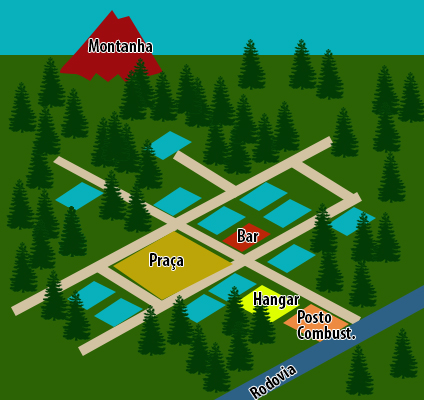 Montanha
Bar
Praça
Hangar
Posto
Combust.
Rodovia